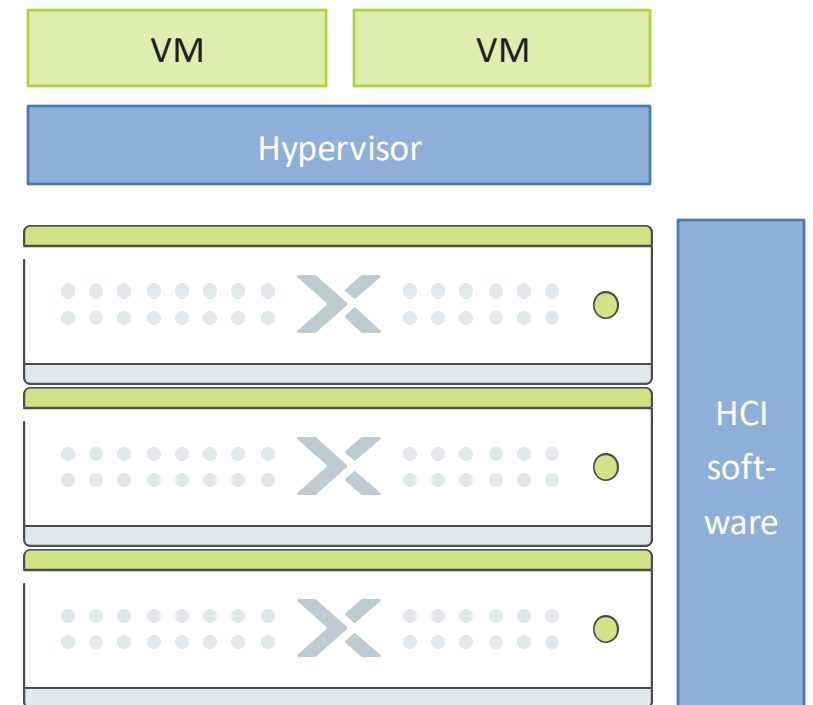 VM
VM
Hypervisor
HCI
soft-
ware